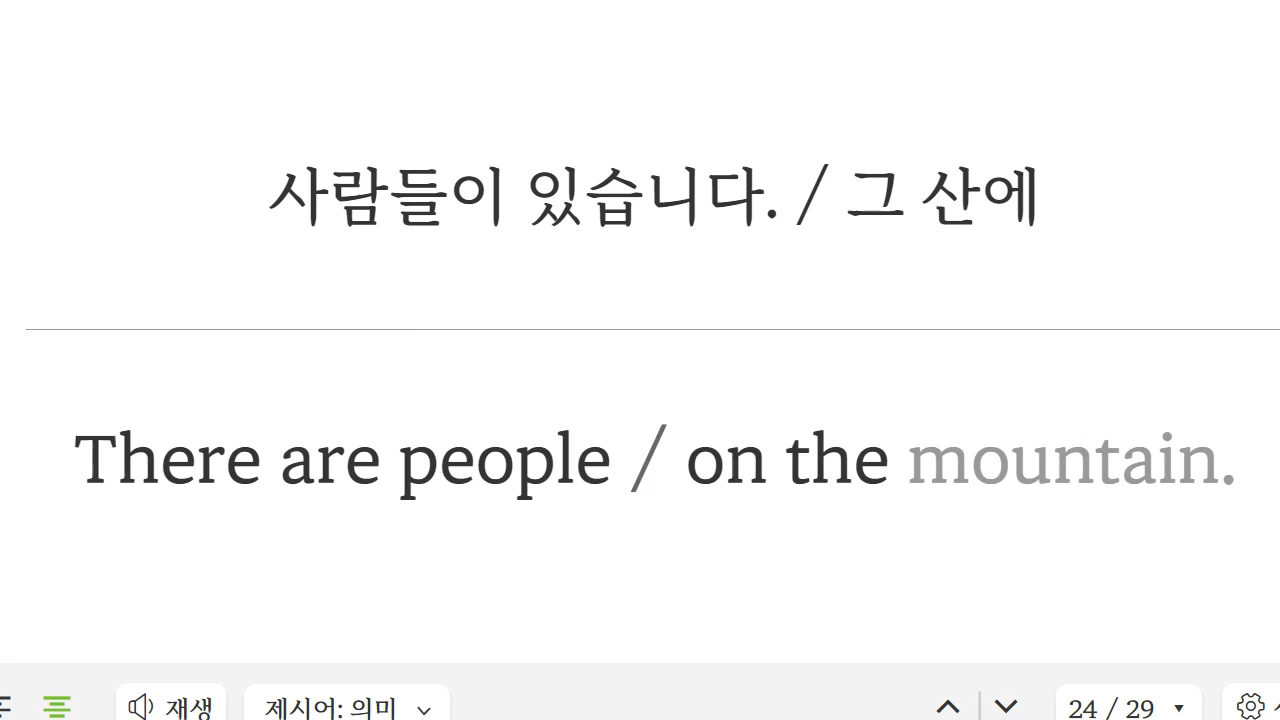 사람들이 있습니다. / 그 산에
There are people / on the mountain.
재생 제시어: 의미 24 / 29